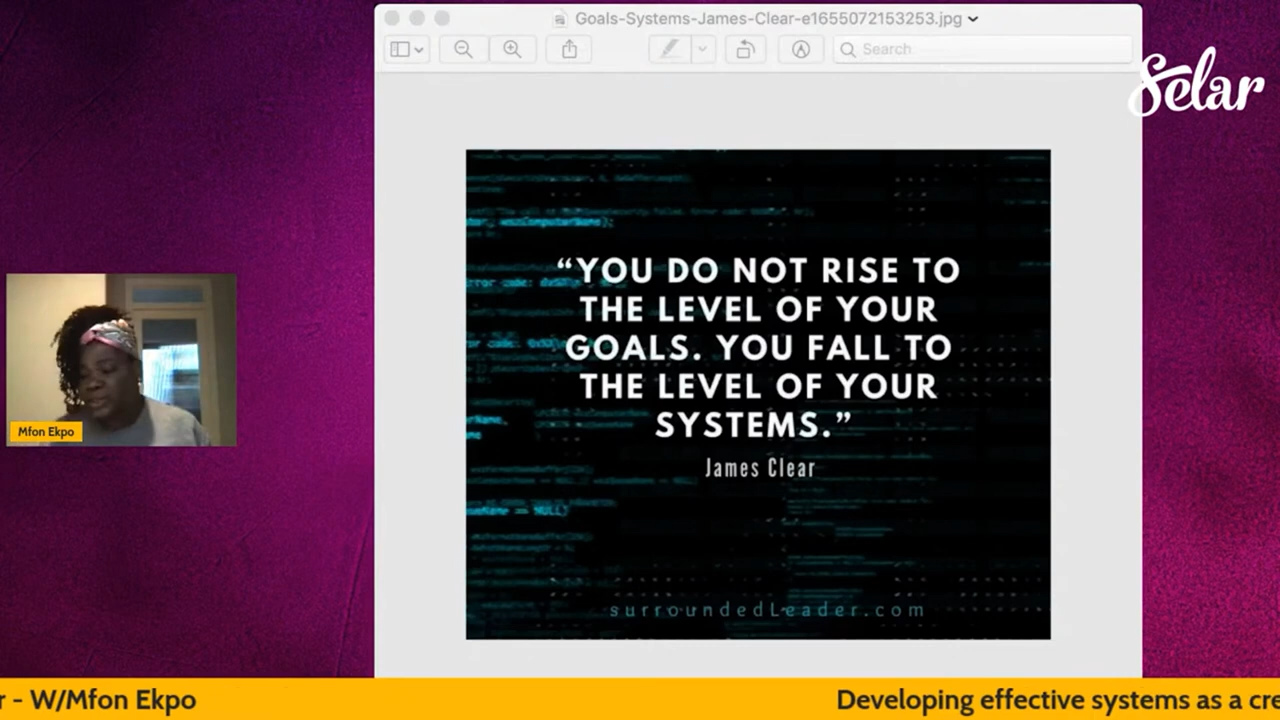 Goals-Systems-James-Clear-e1655072153253.jpg
Search
Selar
“YOU DO NOT RISE TO
THE LEVEL OF YOUR
GOALS. YOU FALL TO
THE LEVEL OF YOUR
SYSTEMS.”
James Clear
surroundedLeader.com
Mfon Ekpo
r - W/Mfon Ekpo
Developing effective systems as a cre